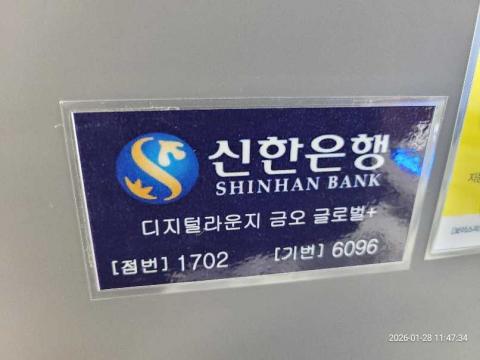 신한은행
SHINHAN BANK
디지털라운지 금오 글로벌+
[점번] 1702 [기번] 6096
2026-01-28 11:47:34